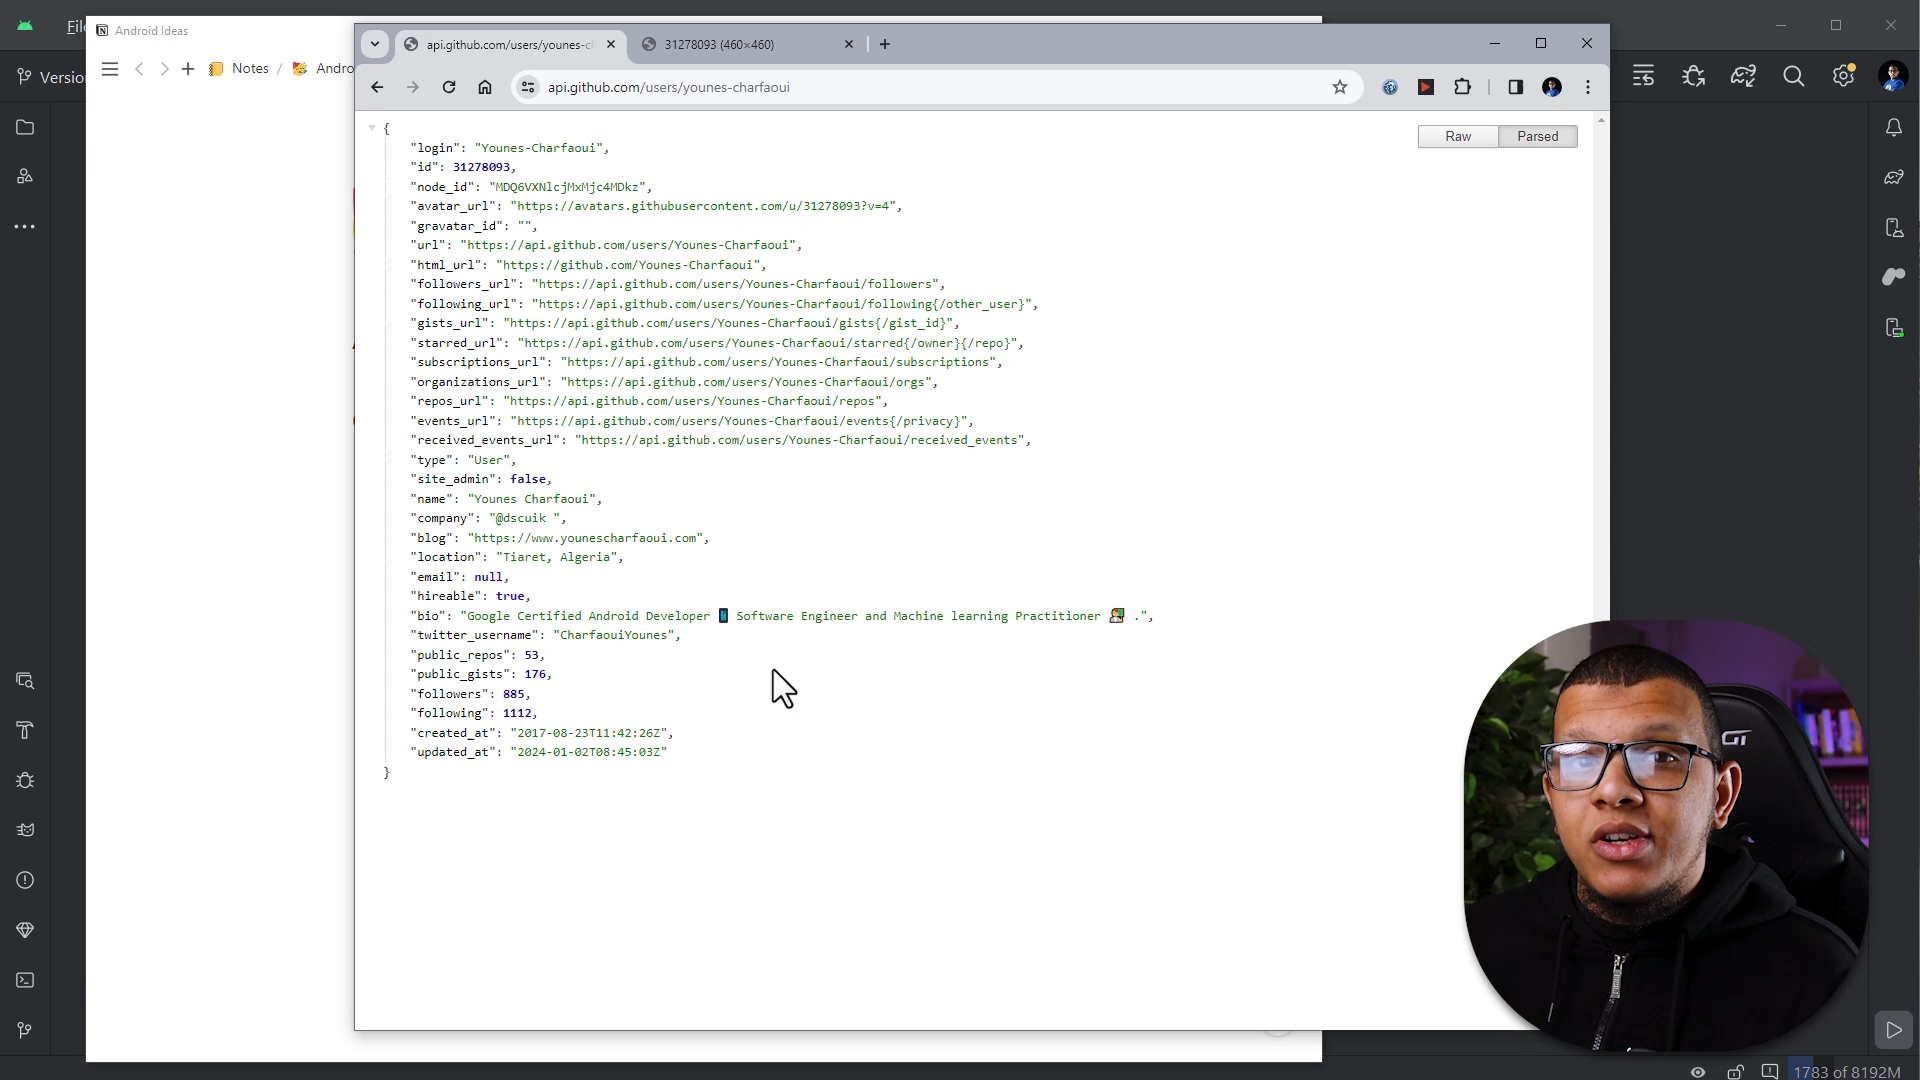 File
Android Ideas
Version
Notes / Andro
api.github.com/users/younes-c
31278093 (460×460)
api.github.com/users/younes-charfaoui
Raw
Parsed
{
"login": "Younes-Charfaoui",
"id": 31278093,
"node_id": "MDQ6VXNlcjMxMjc4MDkz",
"avatar_url": "https://avatars.githubusercontent.com/u/31278093?v=4",
"gravatar_id": "",
"url": "https://api.github.com/users/Younes-Charfaoui",
"html_url": "https://github.com/Younes-Charfaoui",
"followers_url": "https://api.github.com/users/Younes-Charfaoui/followers",
"following_url": "https://api.github.com/users/Younes-Charfaoui/following{/other_user}",
"gists_url": "https://api.github.com/users/Younes-Charfaoui/gists{/gist_id}",
"starred_url": "https://api.github.com/users/Younes-Charfaoui/starred{/owner}{/repo}",
"subscriptions_url": "https://api.github.com/users/Younes-Charfaoui/subscriptions",
"organizations_url": "https://api.github.com/users/Younes-Charfaoui/orgs",
"repos_url": "https://api.github.com/users/Younes-Charfaoui/repos",
"events_url": "https://api.github.com/users/Younes-Charfaoui/events{/privacy}",
"received_events_url": "https://api.github.com/users/Younes-Charfaoui/received_events",
"type": "User",
"site_admin": false,
"name": "Younes Charfaoui",
"company": "@dscuik ",
"blog": "https://www.younescharfaoui.com",
"location": "Tiaret, Algeria",
"email": null,
"hireable": true,
"bio": "Google Certified Android Developer 📱 Software Engineer and Machine learning Practitioner 👨‍🏫 .",
"twitter_username": "CharfaouiYounes",
"public_repos": 53,
"public_gists": 176,
"followers": 885,
"following": 1112,
"created_at": "2017-08-23T11:42:26Z",
"updated_at": "2024-01-02T08:45:03Z"
}
GT
1783 of 8192M